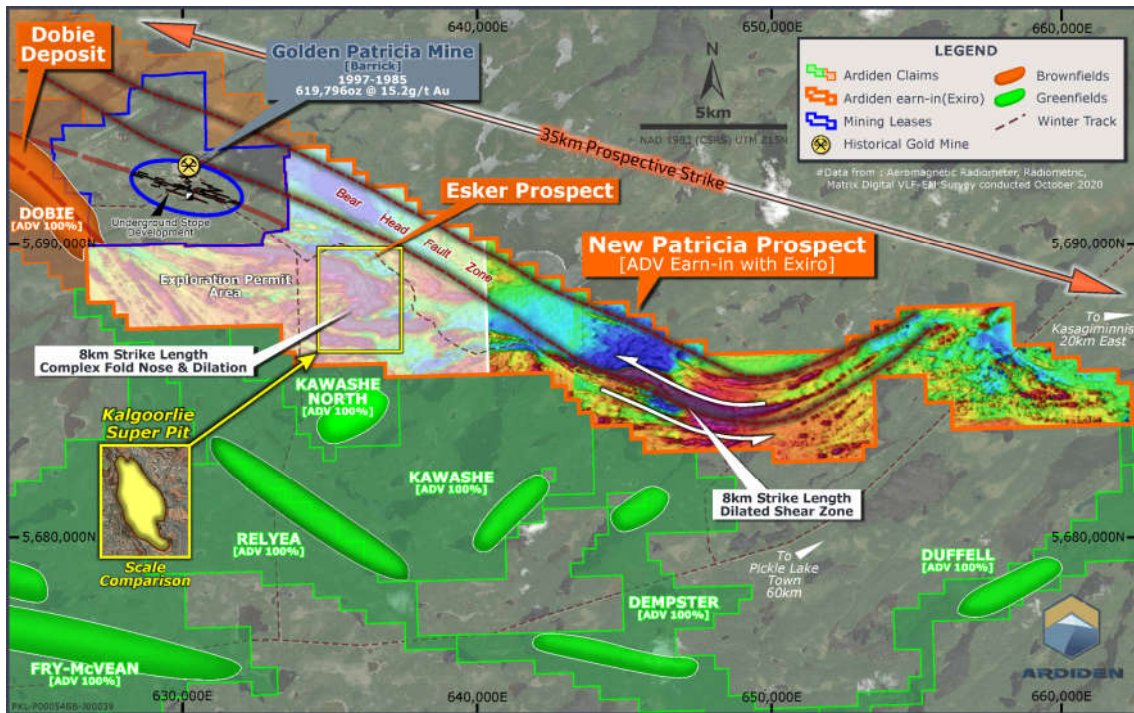 640,000E
650,000E
660,000E
Dobie
Deposit
Golden Patricia Mine
[Barrick]
1997-1985
619,796oz @ 15.2g/t Au
N
5km
NAD 1983 (CSRS) UTM Z15N
LEGEND
Ardiden Claims
Ardiden earn-in(Exiro)
Mining Leases
Historical Gold Mine
Brownfields
Greenfields
Winter Track
#Data from : Aeromagnetic Radiometer, Radiometric,
Matrix Digital VLF-EM Survey conducted October 2020
35km Prospective Strike
Esker Prospect
Bear Head Fault Zone
DOBIE
[ADV 100%]
Underground Stope
Development
5,690,000N
5,690,000N
New Patricia Prospect
[ADV Earn-in with Exiro]
Exploration Permit
Area
To
Kasagiminnis
20km East
8km Strike Length
Complex Fold Nose & Dilation
KAWASHE
NORTH
[ADV 100%]
Kalgoorlie
Super Pit
KAWASHE
[ADV 100%]
8km Strike Length
Dilated Shear Zone
RELYEA
[ADV 100%]
5,680,000N
5,680,000N
To
Pickle Lake
Town
60km
DUFFELL
[ADV 100%]
Scale
Comparison
DEMPSTER
[ADV 100%]
FRY-McVEAN
[ADV 100%]
ARDIDEN
630,000E
640,000E
650,000E
660,000E